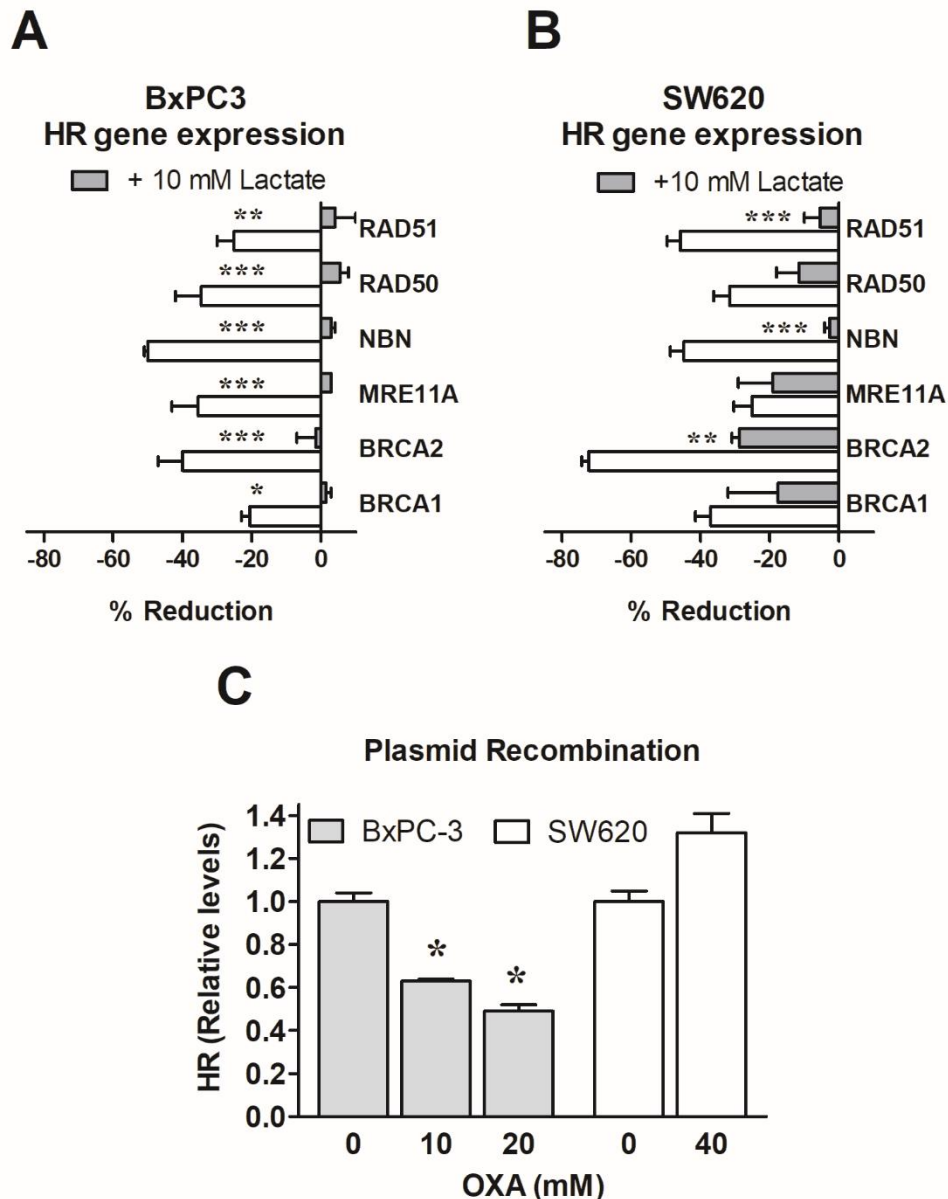 A
BxPC3
HR gene expression
+ 10 mM Lactate
** RAD51
*** RAD50
*** NBN
*** MRE11A
*** BRCA2
* BRCA1
-80 -60 -40 -20 0
% Reduction
B
SW620
HR gene expression
+10 mM Lactate
*** RAD51
RAD50
*** NBN
MRE11A
** BRCA2
BRCA1
-80 -60 -40 -20 0
% Reduction
C
Plasmid Recombination
HR (Relative levels)
1.4
1.2
1.0
0.8
0.6
0.4
0.2
0.0
BxPC-3 SW620
* *
0 10 20 0 40
OXA (mM)